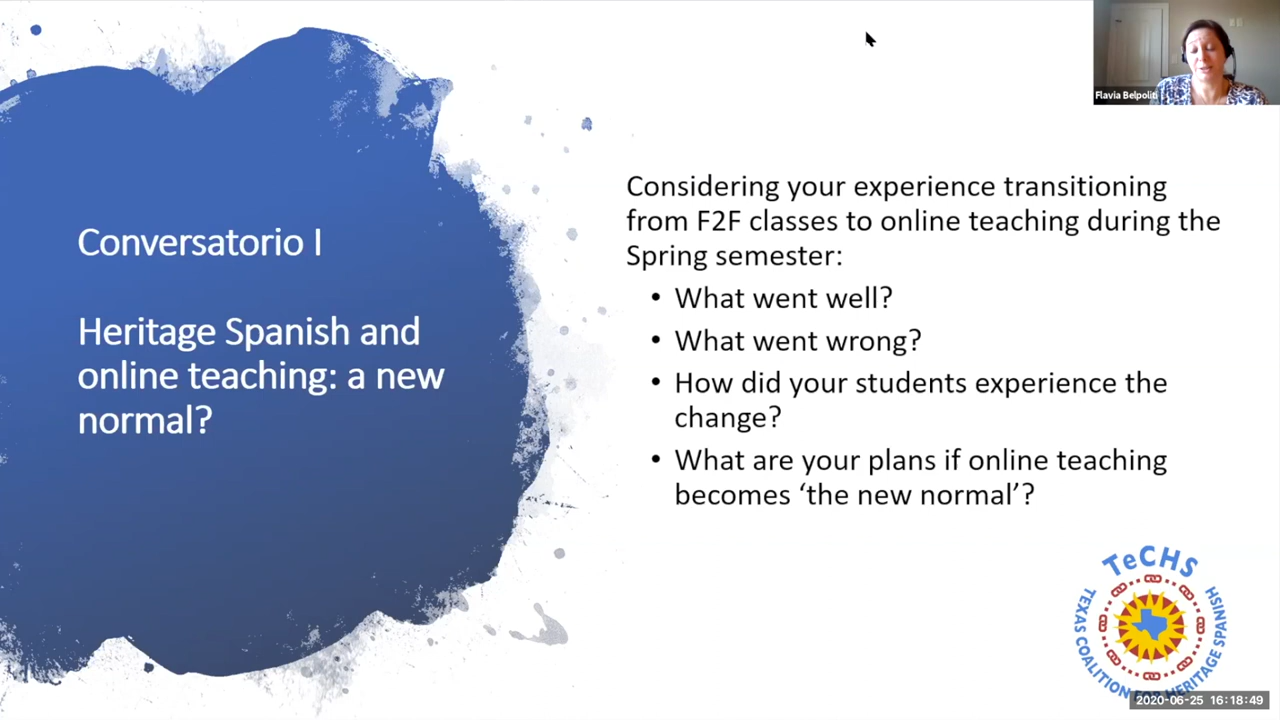 Flavia Belpoliti
Conversatorio I
Heritage Spanish and
online teaching: a new
normal?
Considering your experience transitioning
from F2F classes to online teaching during the
Spring semester:
• What went well?
• What went wrong?
• How did your students experience the
change?
• What are your plans if online teaching
becomes ‘the new normal’?
TeCHS
TEXAS COALITION FOR HERITAGE SPANISH
2020-06-25 16:18:49